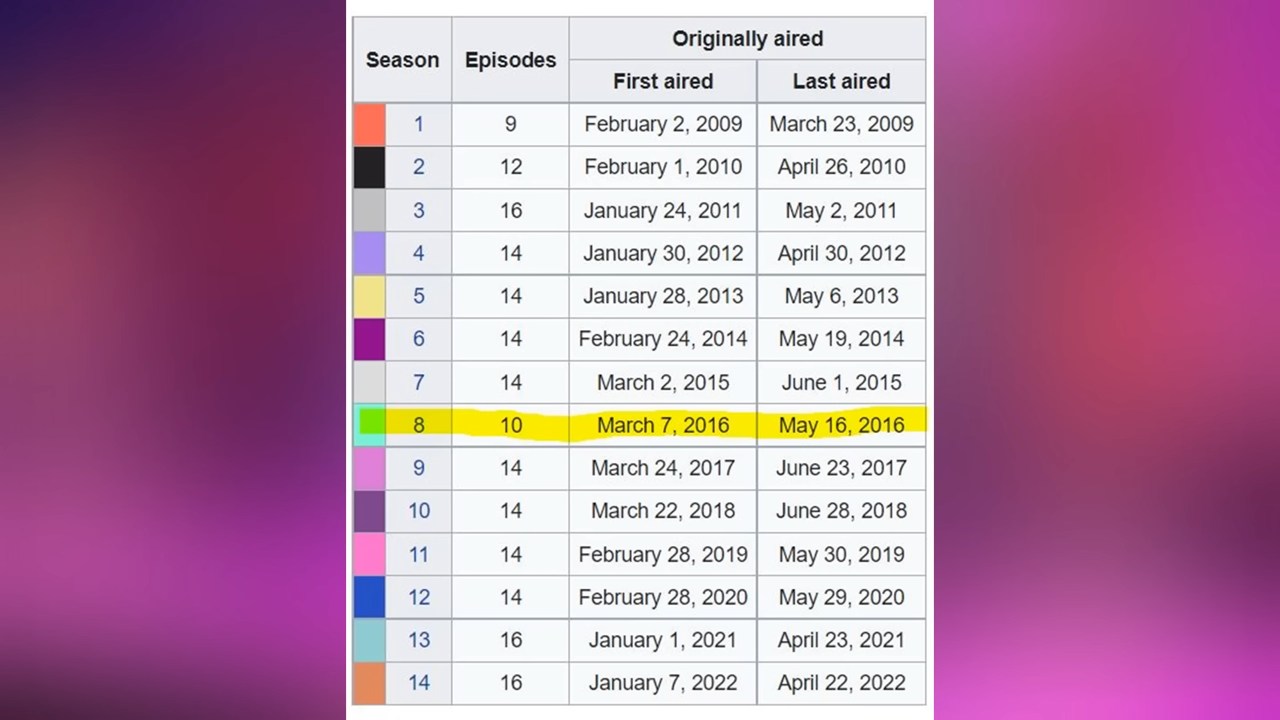 Season Episodes Originally aired
First aired Last aired
1 9 February 2, 2009 March 23, 2009
2 12 February 1, 2010 April 26, 2010
3 16 January 24, 2011 May 2, 2011
4 14 January 30, 2012 April 30, 2012
5 14 January 28, 2013 May 6, 2013
6 14 February 24, 2014 May 19, 2014
7 14 March 2, 2015 June 1, 2015
8 10 March 7, 2016 May 16, 2016
9 14 March 24, 2017 June 23, 2017
10 14 March 22, 2018 June 28, 2018
11 14 February 28, 2019 May 30, 2019
12 14 February 28, 2020 May 29, 2020
13 16 January 1, 2021 April 23, 2021
14 16 January 7, 2022 April 22, 2022